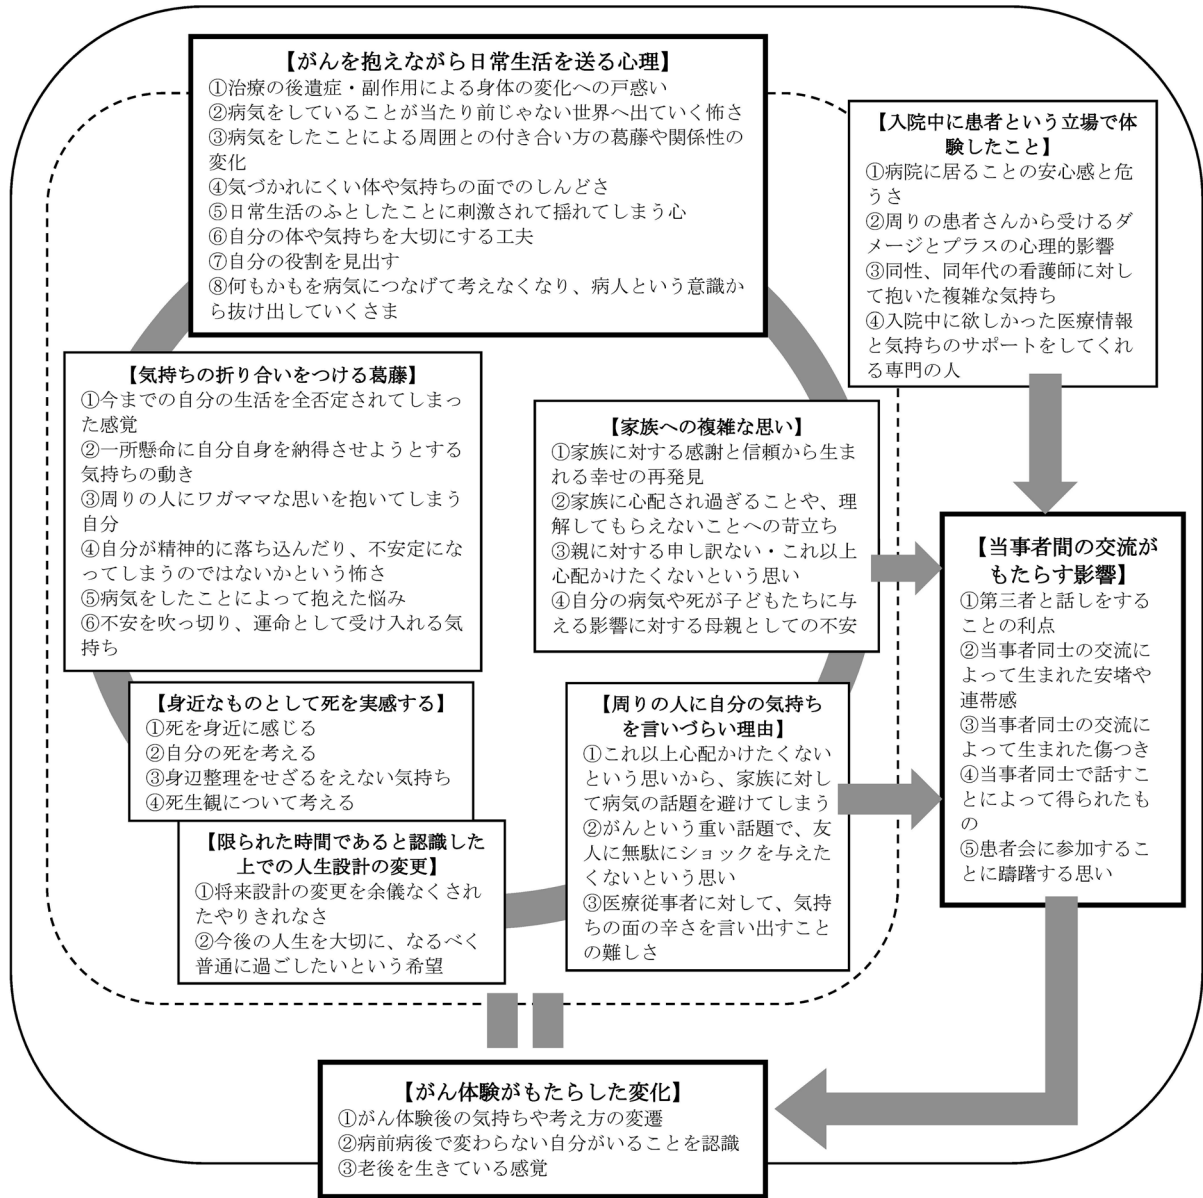 【がんを抱えながら日常生活を送る心理】
①治療の後遺症・副作用による身体の変化への戸惑い
②病気をしていることが当たり前じゃない世界へ出ていく怖さ
③病気をしたことによる周囲との付き合い方の葛藤や関係性の
変化
④気づかれにくい体や気持ちの面でのしんどさ
⑤日常生活のふとしたことに刺激されて揺れてしまう心
⑥自分の体や気持ちを大切にする工夫
⑦自分の役割を見出す
⑧何もかもを病気につなげて考えなくなり、病人という意識か
ら抜け出していくさま
【入院中に患者という立場で体
験したこと】
①病院に居ることの安心感と危
うさ
②周りの患者さんから受けるダ
メージとプラスの心理的影響
③同性、同年代の看護師に対し
て抱いた複雑な気持ち
④入院中に欲しかった医療情報
と気持ちのサポートをしてくれ
る専門の人
【気持ちの折り合いをつける葛藤】
①今までの自分の生活を全否定されてしまっ
た感覚
②一所懸命に自分自身を納得させようとする
気持ちの動き
③周りの人にワガママな思いを抱いてしまう
自分
④自分が精神的に落ち込んだり、不安定にな
ってしまうのではないかという怖さ
⑤病気をしたことによって抱えた悩み
⑥不安を吹っ切り、運命として受け入れる気
持ち
【家族への複雑な思い】
①家族に対する感謝と信頼から生ま
れる幸せの再発見
②家族に心配され過ぎることや、理
解してもらえないことへの苛立ち
③親に対する申し訳ない・これ以上
心配かけたくないという思い
④自分の病気や死が子どもたちに与
える影響に対する母親としての不安
【当事者間の交流が
もたらす影響】
①第三者と話しをする
ことの利点
②当事者同士の交流に
よって生まれた安堵や
連帯感
③当事者同士の交流に
よって生まれた傷つき
④当事者同士で話すこ
とによって得られたも
の
⑤患者会に参加するこ
とに躊躇する思い
【身近なものとして死を実感する】
①死を身近に感じる
②自分の死を考える
③身辺整理をせざるをえない気持ち
④死生観について考える
【周りの人に自分の気持ち
を言いづらい理由】
①これ以上心配かけたくない
という思いから、家族に対し
て病気の話題を避けてしまう
②がんという重い話題で、友
人に無駄にショックを与えた
くないという思い
③医療従事者に対して、気持
ちの面の辛さを言い出すこと
の難しさ
【限られた時間であると認識した
上での人生設計の変更】
①将来設計の変更を余儀なくされ
たやりきれなさ
②今後の人生を大切に、なるべく
普通に過ごしたいという希望
【がん体験がもたらした変化】
①がん体験後の気持ちや考え方の変遷
②病前病後で変わらない自分がいることを認識
③老後を生きている感覚